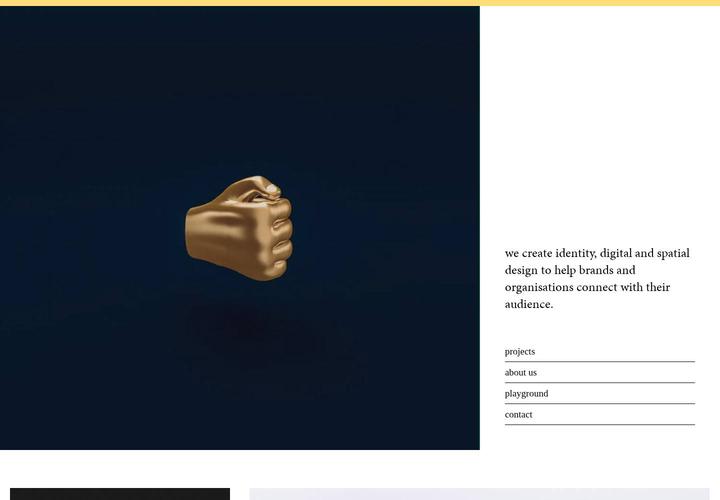 we create identity, digital and spatial
design to help brands and
organisations connect with their
audience.
projects
about us
playground
contact